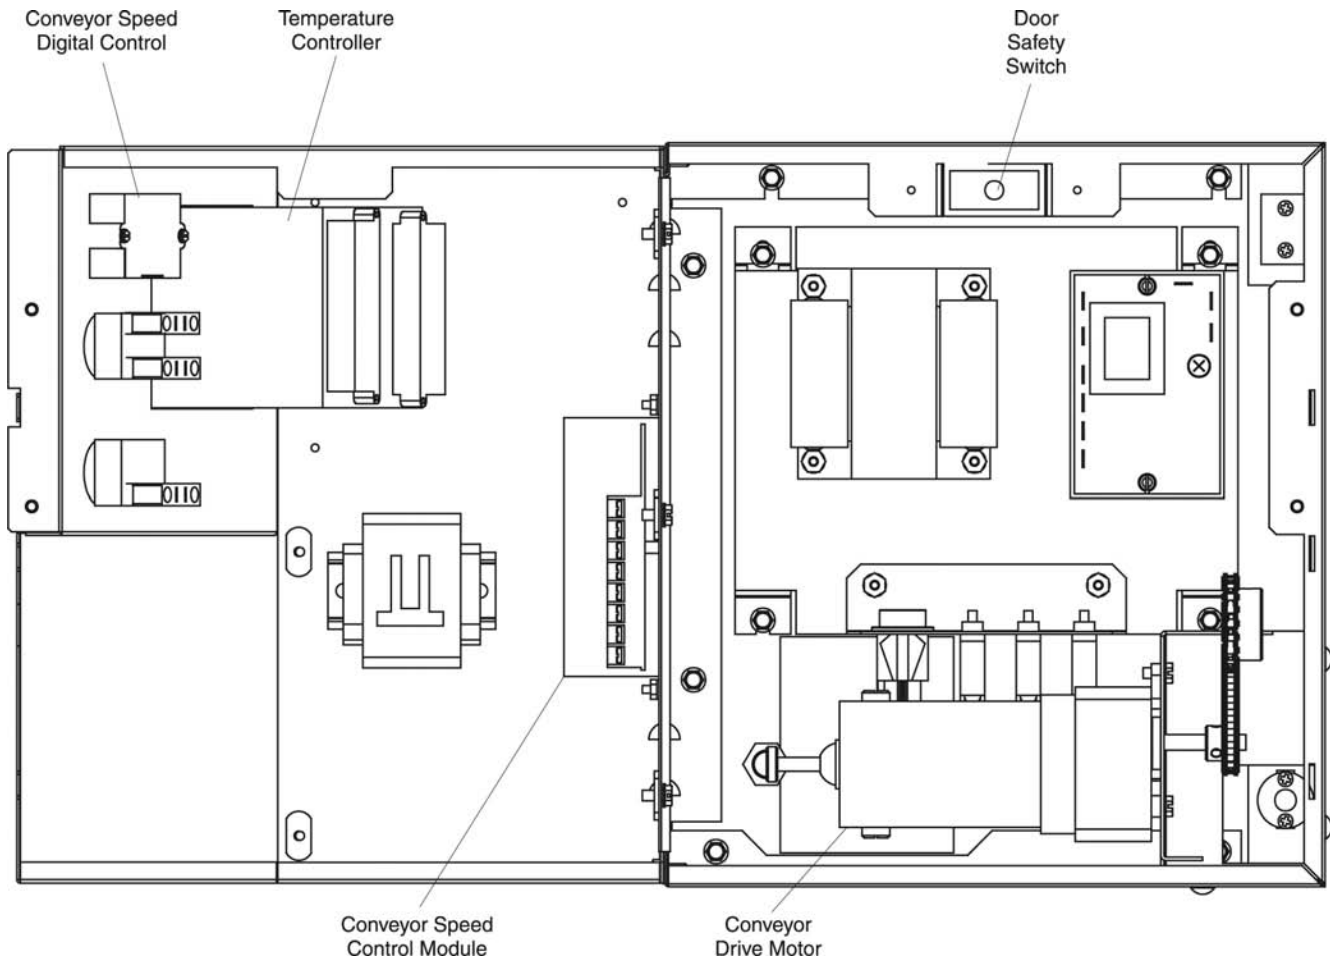 Conveyor Speed
Digital Control
Temperature
Controller
Door
Safety
Switch
Conveyor Speed
Control Module
Conveyor
Drive Motor